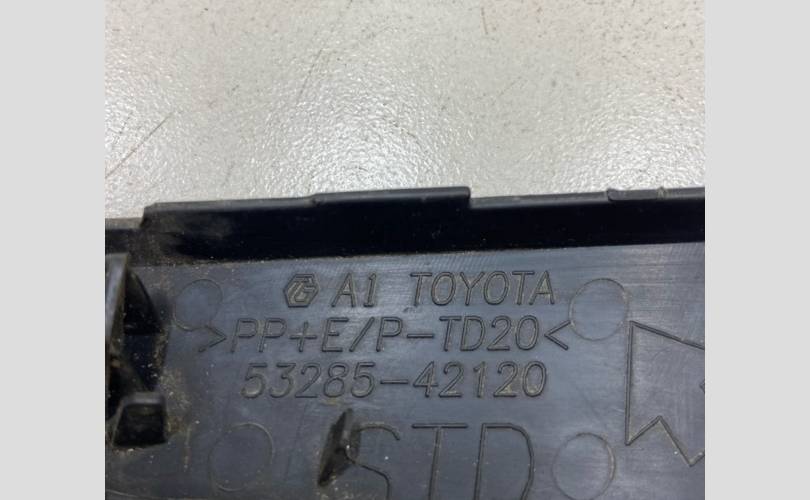 A1 TOYOTA
>PP+E/P-TD20<
53285-42120
STD